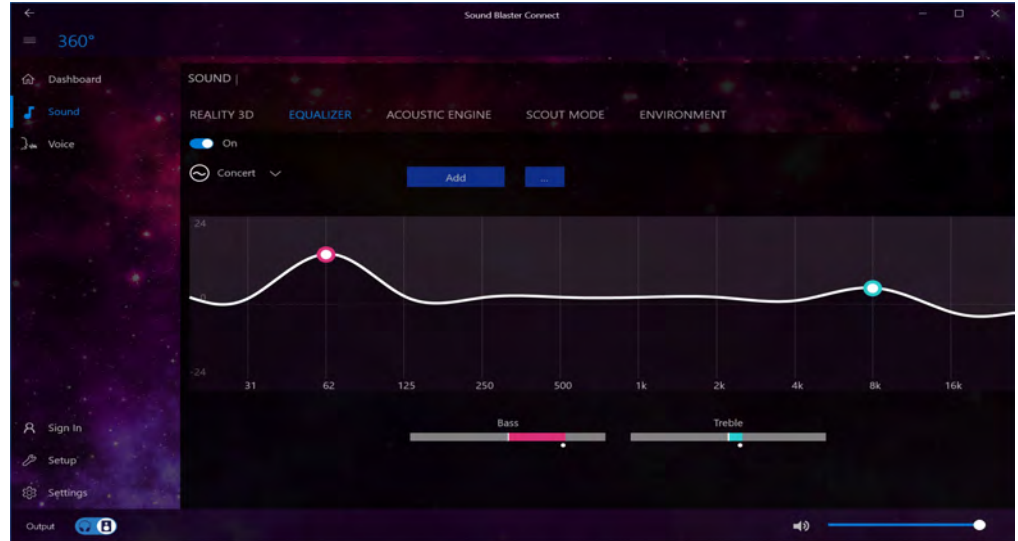 Sound Blaster Connect
360°
Dashboard
Sound
Voice
SOUND |
REALITY 3D EQUALIZER ACOUSTIC ENGINE SCOUT MODE ENVIRONMENT
On
Concert
Add ...
24
0
-24
31 62 125 250 500 1k 2k 4k 8k 16k
Bass Treble
Sign In
Setup
Settings
Output